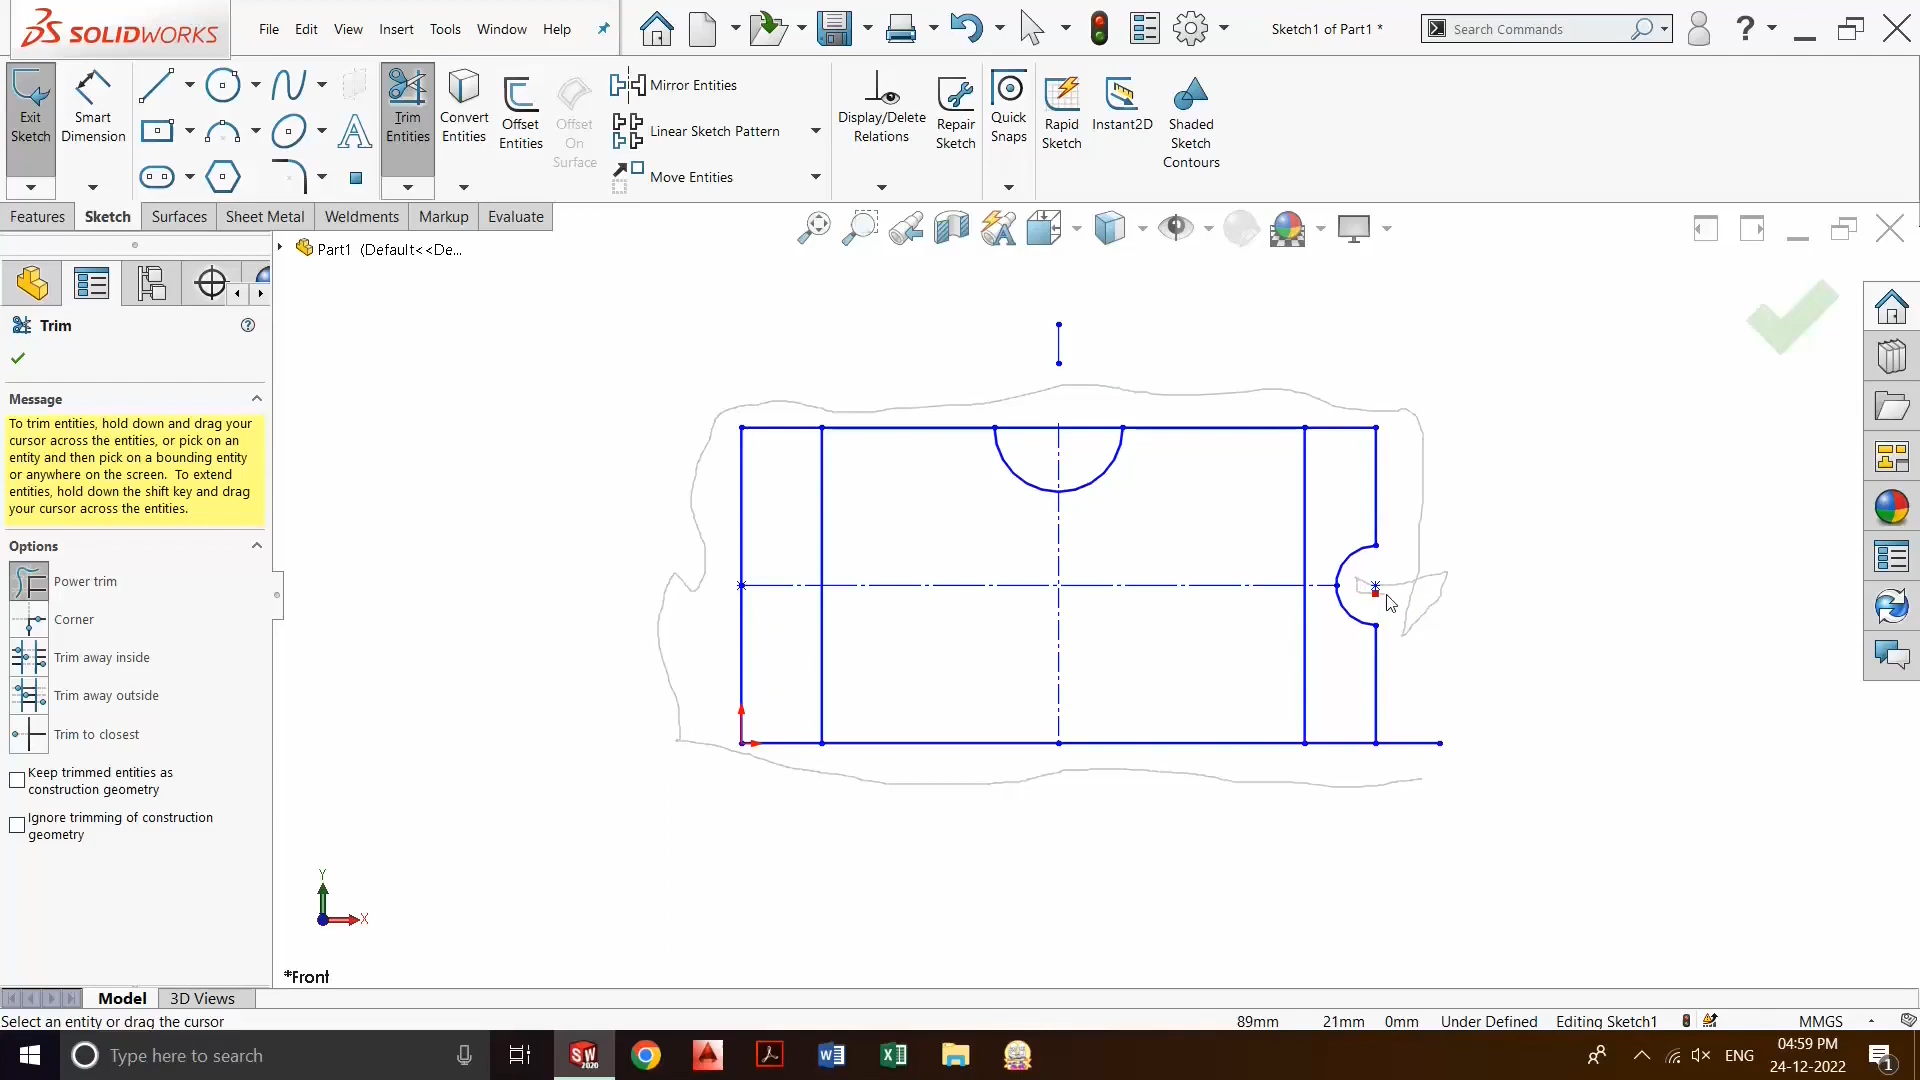 SOLIDWORKS
File Edit View Insert Tools Window Help
Sketch1 of Part1 *
Search Commands
Exit Sketch
Smart Dimension
Trim Entities
Convert Entities
Offset Entities
Offset On Surface
Mirror Entities
Linear Sketch Pattern
Move Entities
Display/Delete Relations
Repair Sketch
Quick Snaps
Rapid Sketch
Instant2D
Shaded Sketch Contours
Features Sketch Surfaces Sheet Metal Weldments Markup Evaluate
Part1 (Default<<De...
Trim
Message
To trim entities, hold down and drag your
cursor across the entities, or pick on an
entity and then pick on a bounding entity
or anywhere on the screen. To extend
entities, hold down the shift key and drag
your cursor across the entities.
Options
Power trim
Corner
Trim away inside
Trim away outside
Trim to closest
Keep trimmed entities as
construction geometry
Ignore trimming of construction
geometry
Y
X
*Front
Model 3D Views
Select an entity or drag the cursor
89mm 21mm 0mm Under Defined Editing Sketch1 MMGS
Type here to search
SW
2020
ENG
04:59 PM
24-12-2022
1